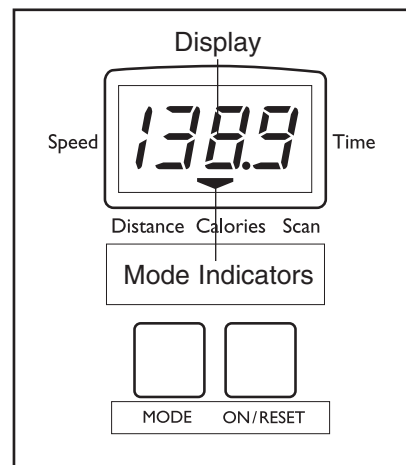 Display
Speed 138.9 Time
Distance Calories Scan
Mode Indicators
MODE ON/RESET